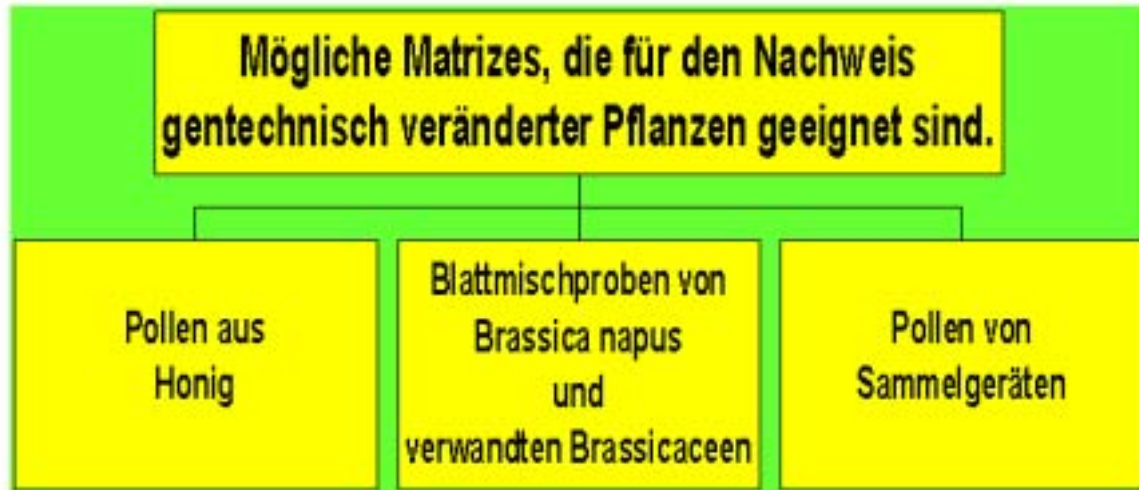 Mögliche Matrizes, die für den Nachweis
gentechnisch veränderter Pflanzen geeignet sind.
Pollen aus
Honig
Blattmischproben von
Brassica napus
und
verwandten Brassicaceen
Pollen von
Sammelgeräten